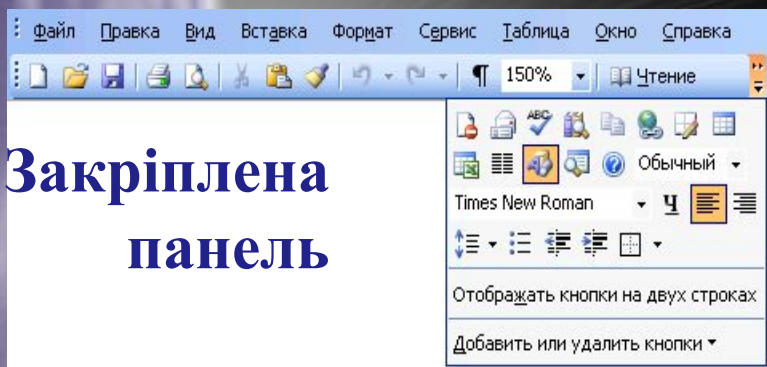 Файл Правка Вид Вставка Формат Сервис Таблица Окно Справка
¶ 150% Чтение
ABC
Обычный
Times New Roman Ч
Закріплена
панель
Отображать кнопки на двух строках
Добавить или удалить кнопки